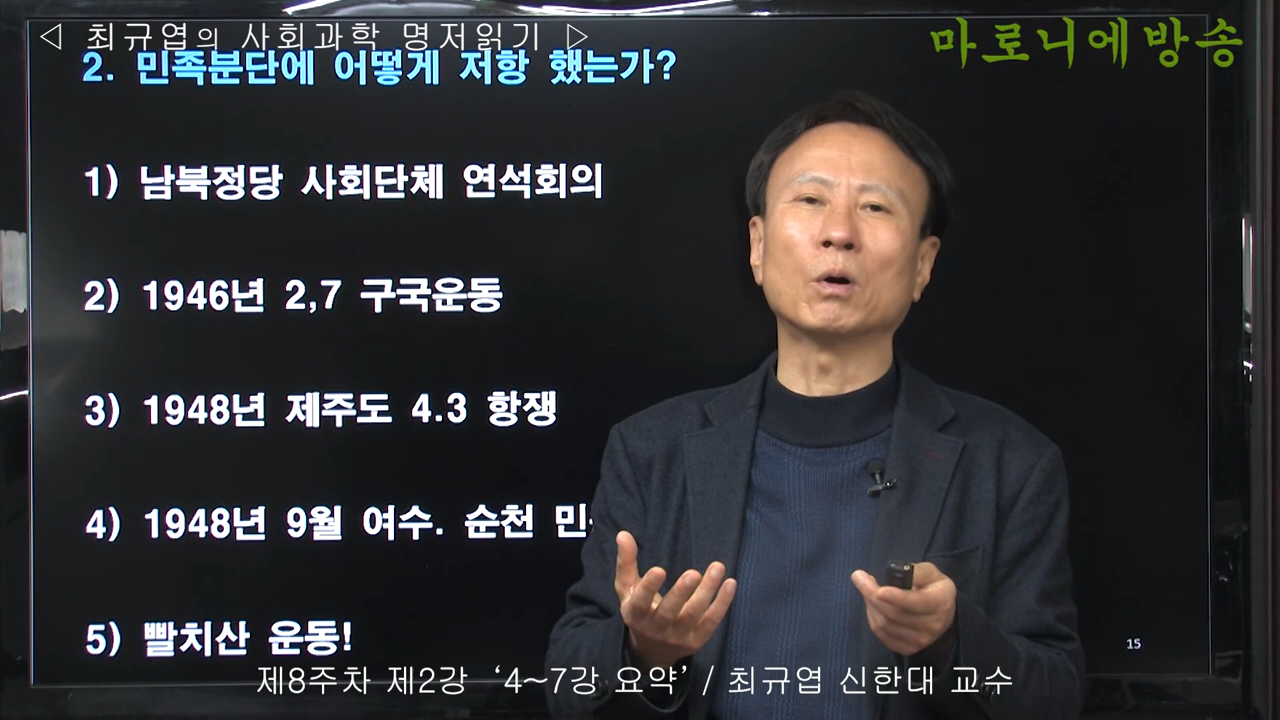 ◁ 최규엽의 사회과학 명저읽기 ▷
마로니에방송
2. 민족분단에 어떻게 저항 했는가?
1) 남북정당 사회단체 연석회의
2) 1946년 2,7 구국운동
3) 1948년 제주도 4.3 항쟁
4) 1948년 9월 여수. 순천 민
5) 빨치산 운동!
15
제8주차 제2강 ‘4~7강 요약’ / 최규엽 신한대 교수